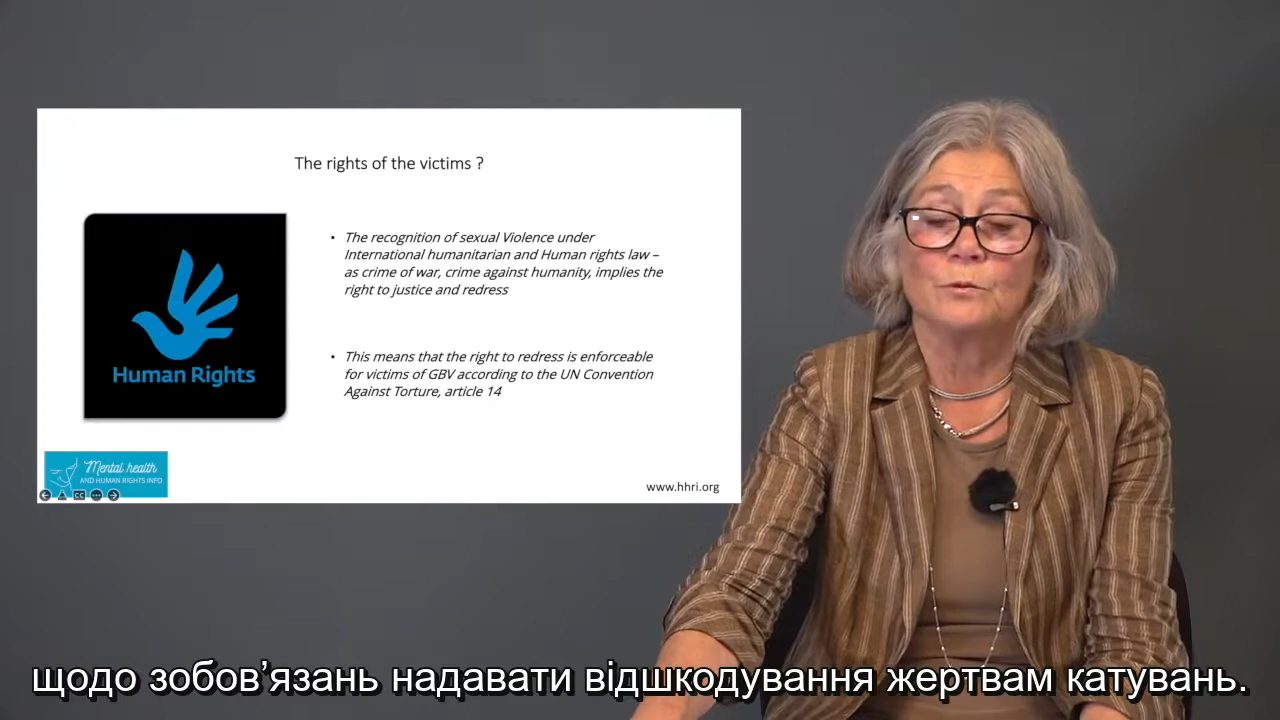 The rights of the victims ?
• The recognition of sexual Violence under
International humanitarian and Human rights law –
as crime of war, crime against humanity, implies the
right to justice and redress
• This means that the right to redress is enforceable
for victims of GBV according to the UN Convention
Against Torture, article 14
Human Rights
Mental health
AND HUMAN RIGHTS INFO
CC
www.hhri.org
щодо зобов’язань надавати відшкодування жертвам катувань.